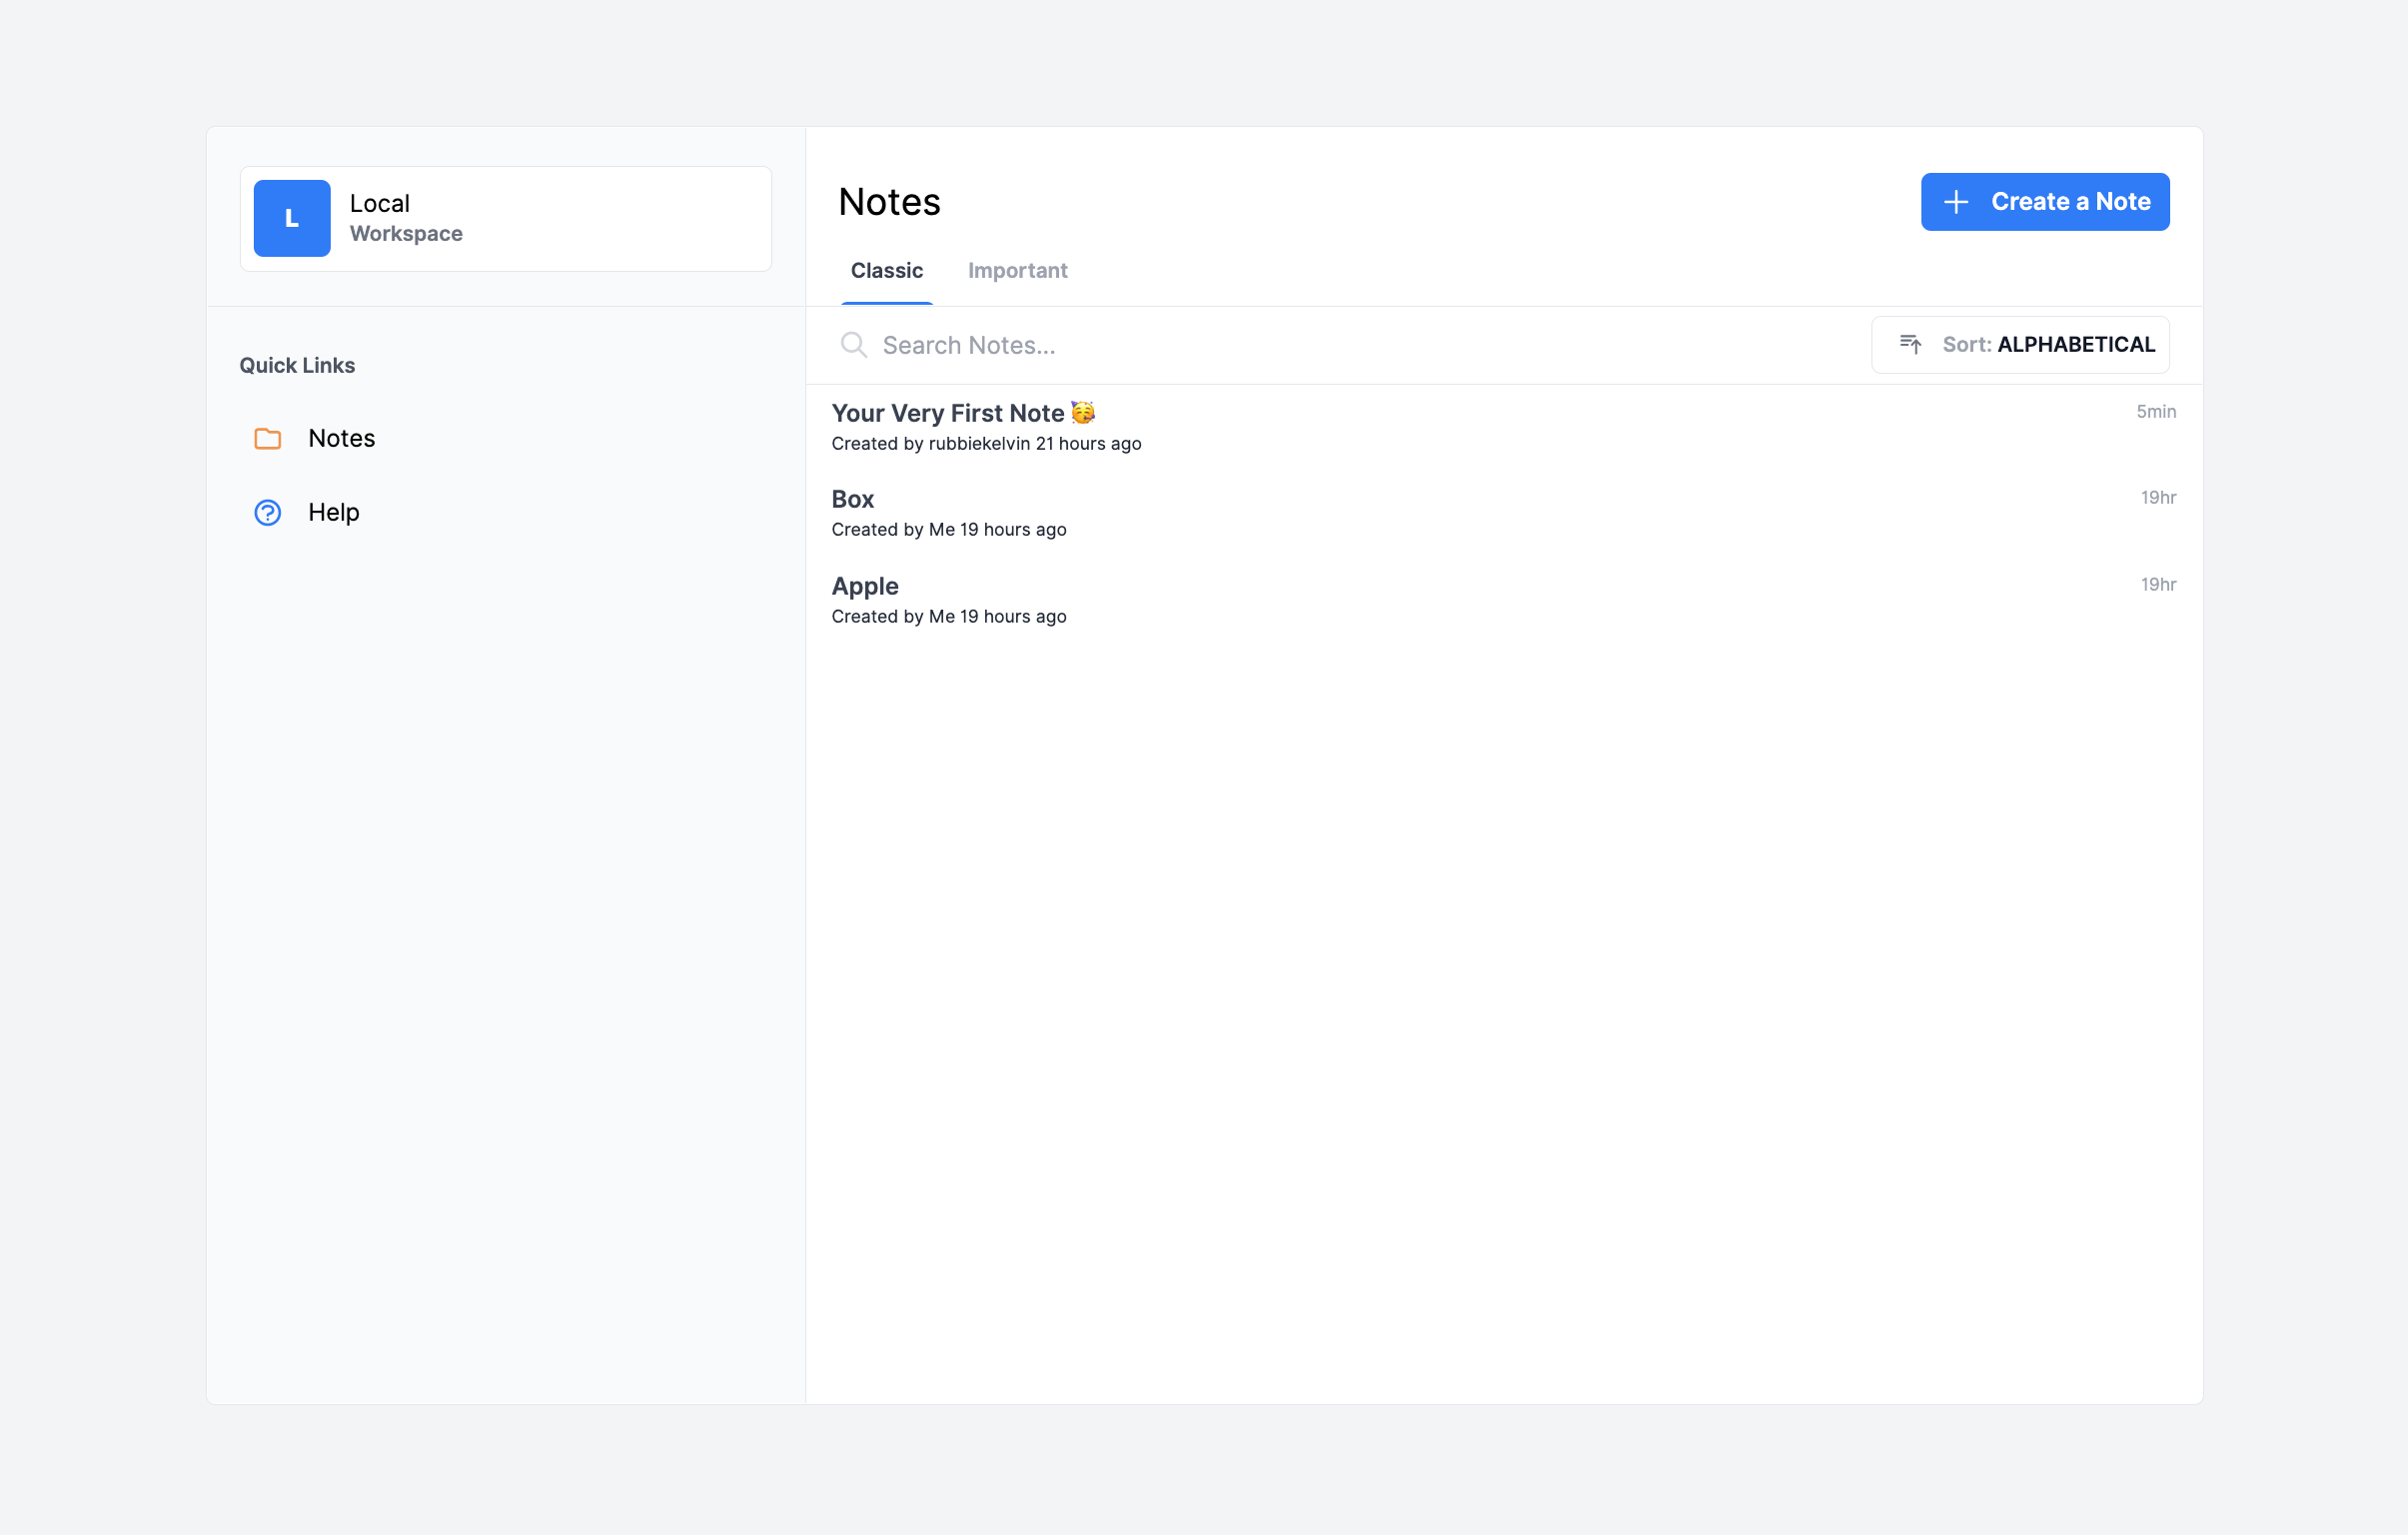 L
Local
Workspace
Quick Links
Notes
Help
Notes
Create a Note
Classic
Important
Search Notes...
Sort: ALPHABETICAL
Your Very First Note 🥳
5min
Created by rubbiekelvin 21 hours ago
Box
19hr
Created by Me 19 hours ago
Apple
19hr
Created by Me 19 hours ago